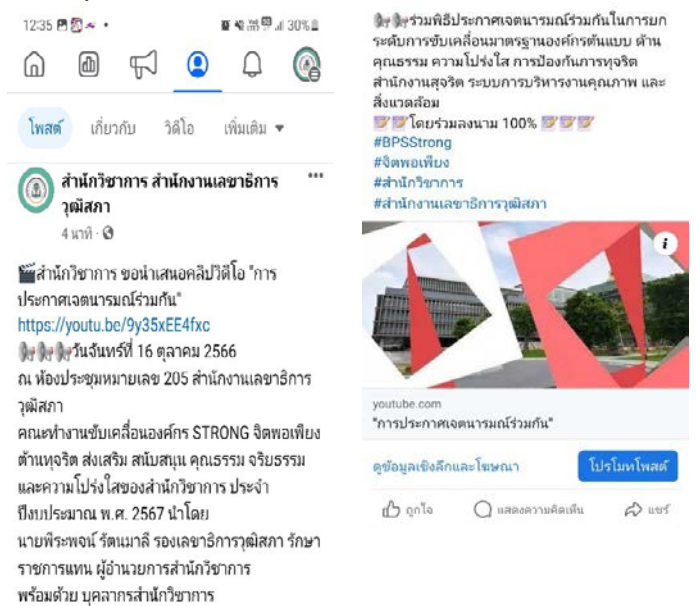 12:35
30%
โพสต์ เกี่ยวกับ วิดีโอ เพิ่มเติม
สำนักวิชาการ สำนักงานเลขาธิการ
วุฒิสภา
4 นาที ·
สำนักวิชาการ ขอนำเสนอคลิปวิดีโอ "การ
ประกาศเจตนารมณ์ร่วมกัน"
https://youtu.be/9y35xEE4fxc
วันจันทร์ที่ 16 ตุลาคม 2566
ณ ห้องประชุมหมายเลข 205 สำนักงานเลขาธิการ
วุฒิสภา
คณะทำงานขับเคลื่อนองค์กร STRONG จิตพอเพียง
ต้านทุจริต ส่งเสริม สนับสนุน คุณธรรม จริยธรรม
และความโปร่งใสของสำนักวิชาการ ประจำ
ปีงบประมาณ พ.ศ. 2567 นำโดย
นายพีระพจน์ รัตนมาลี รองเลขาธิการวุฒิสภา รักษา
ราชการแทน ผู้อำนวยการสำนักวิชาการ
พร้อมด้วย บุคลากรสำนักวิชาการ
ร่วมพิธีประกาศเจตนารมณ์ร่วมกันในการยก
ระดับการขับเคลื่อนมาตรฐานองค์กรต้นแบบ ด้าน
คุณธรรม ความโปร่งใส การป้องกันการทุจริต
สำนักงานสุจริต ระบบการบริหารงานคุณภาพ และ
สิ่งแวดล้อม
โดยร่วมลงนาม 100%
#BPSStrong
#จิตพอเพียง
#สำนักวิชาการ
#สำนักงานเลขาธิการวุฒิสภา
youtube.com
"การประกาศเจตนารมณ์ร่วมกัน"
ดูข้อมูลเชิงลึกและโฆษณา โปรโมทโพสต์
ถูกใจ แสดงความคิดเห็น แชร์